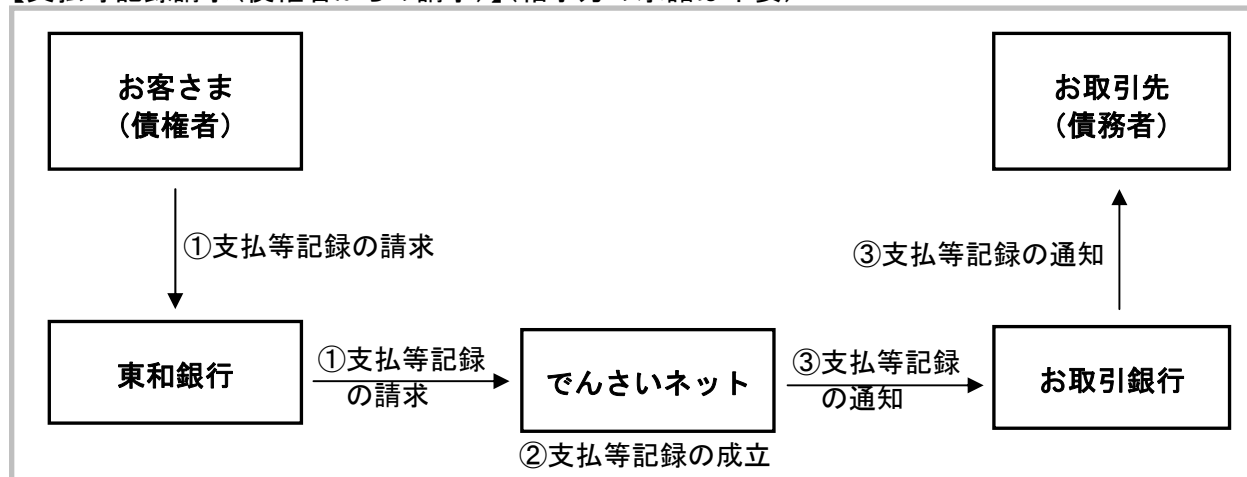 お客さま
（債権者）
お取引先
（債務者）
①支払等記録の請求
③支払等記録の通知
東和銀行
①支払等記録
の請求
でんさいネット
③支払等記録
の通知
お取引銀行
②支払等記録の成立